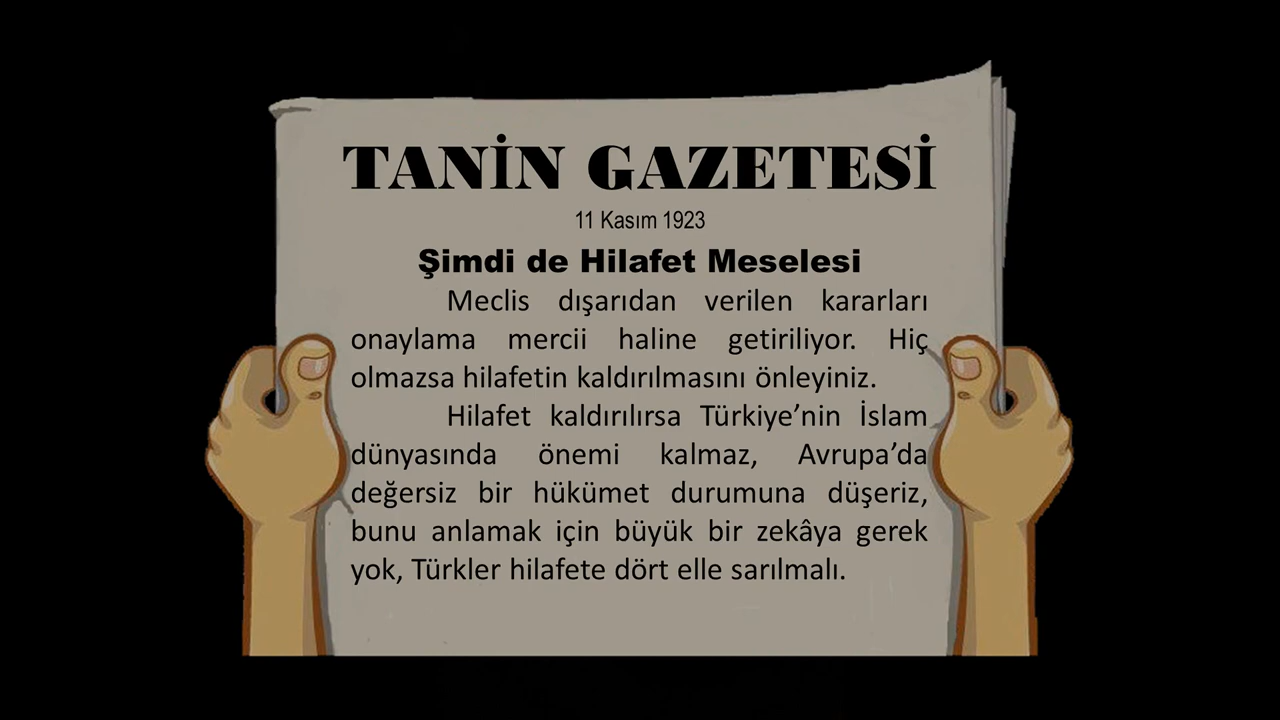 TANİN GAZETESİ
11 Kasım 1923
Şimdi de Hilafet Meselesi
Meclis dışarıdan verilen kararları
onaylama mercii haline getiriliyor. Hiç
olmazsa hilafetin kaldırılmasını önleyiniz.
Hilafet kaldırılırsa Türkiye’nin İslam
dünyasında önemi kalmaz, Avrupa’da
değersiz bir hükümet durumuna düşeriz,
bunu anlamak için büyük bir zekâya gerek
yok, Türkler hilafete dört elle sarılmalı.